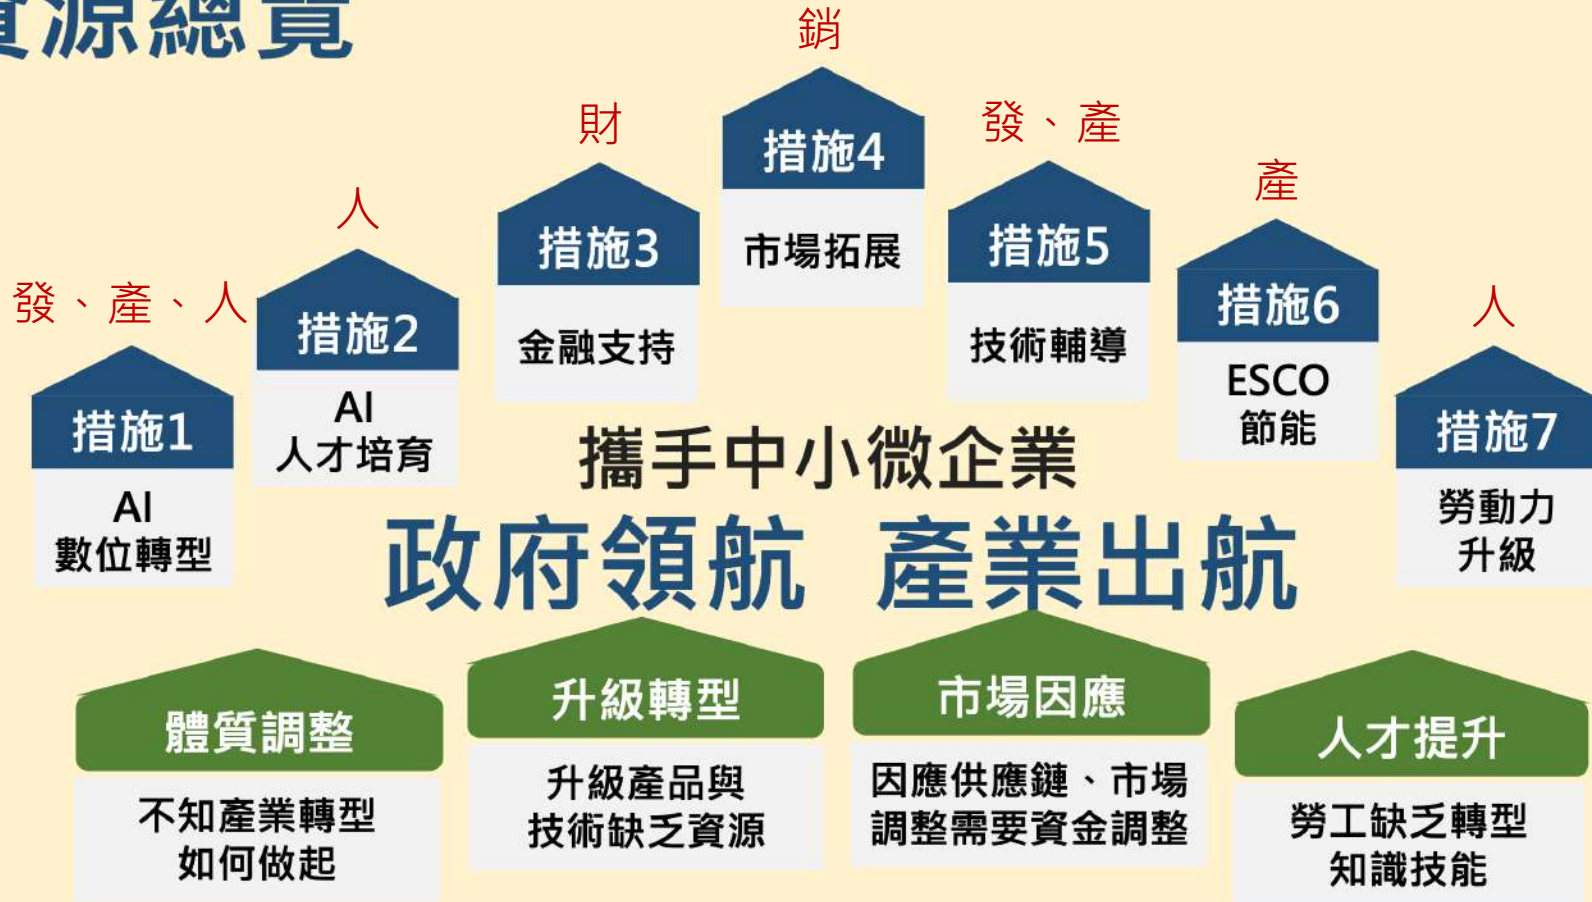 資源總覽
發、產、人
措施1
AI
數位轉型
人
措施2
AI
人才培育
財
措施3
金融支持
銷
措施4
市場拓展
發、產
措施5
技術輔導
產
措施6
ESCO
節能
人
措施7
勞動力
升級
攜手中小微企業
政府領航 產業出航
體質調整
不知產業轉型
如何做起
升級轉型
升級產品與
技術缺乏資源
市場因應
因應供應鏈、市場
調整需要資金調整
人才提升
勞工缺乏轉型
知識技能